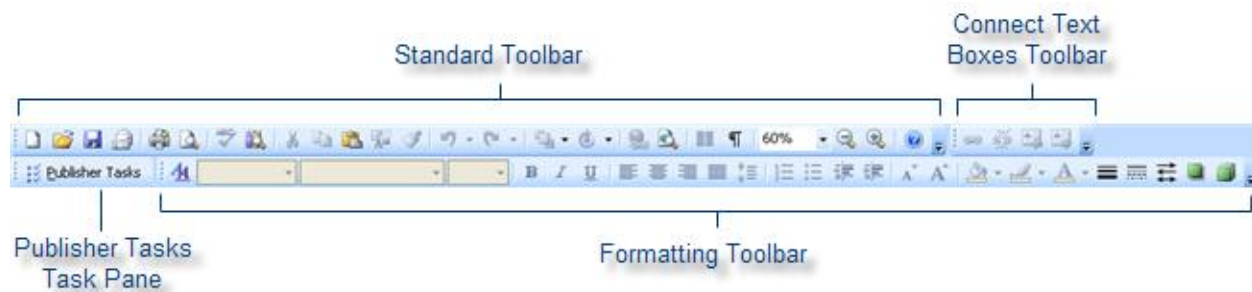 Connect Text
Standard Toolbar
Boxes Toolbar
60%
Publisher Tasks
B I U
Publisher Tasks
Task Pane
Formatting Toolbar